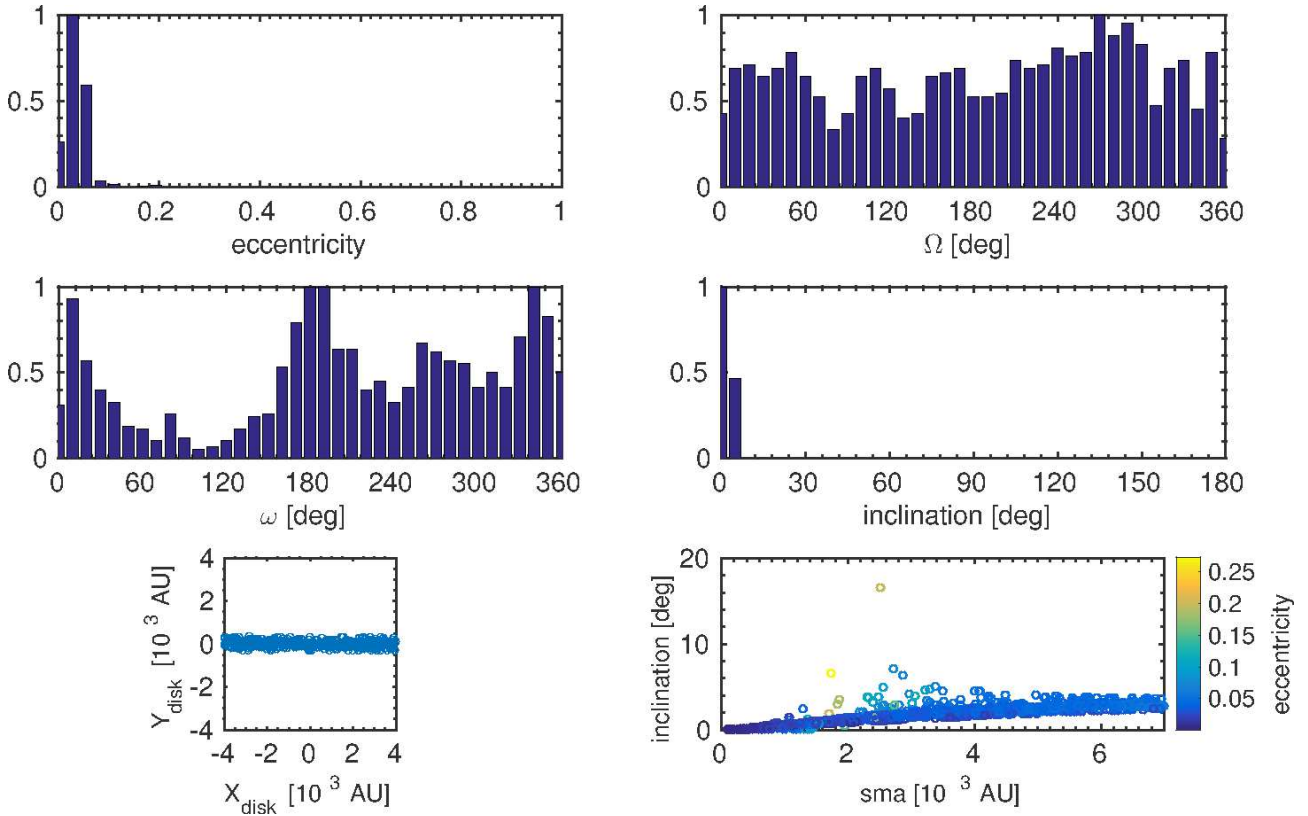 1
0.5
0
0 0.2 0.4 0.6 0.8 1
eccentricity
1
0.5
0
0 60 120 180 240 300 360
Ω [deg]
1
0.5
0
0 60 120 180 240 300 360
ω [deg]
1
0.5
0
0 30 60 90 120 150 180
inclination [deg]
Y_disk [10 ³ AU]
4
2
0
-2
-4
-4 -2 0 2 4
X_disk [10 ³ AU]
inclination [deg]
20
10
0
0 2 4 6
sma [10 ³ AU]
0.25
0.2
0.15
0.1
0.05
eccentricity